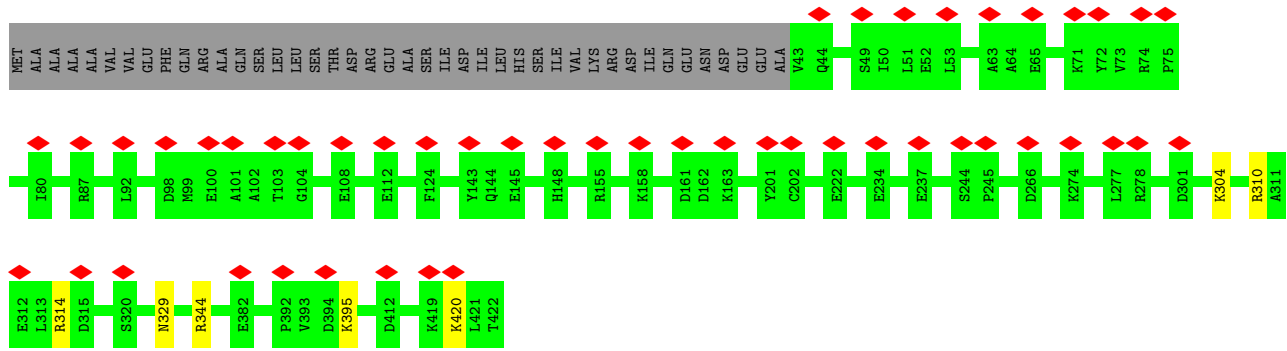 MET ALA ALA ALA ALA VAL VAL GLU PHE GLN ARG ALA GLN SER LEU LEU SER THR ASP ARG GLU ALA SER ILE ASP ILE LEU HIS SER ILE VAL LYS ARG ASP ILE GLN GLU ASN ASP GLU GLU ALA V43 Q44 S49 I50 L51 E52 L53 A63 A64 E65 K71 Y72 V73 R74 P75
I80 R87 L92 D98 M99 E100 A101 A102 T103 G104 E108 E112 F124 Y143 Q144 E145 H148 R155 K158 D161 D162 K163 Y201 C202 E222 E234 E237 S244 P245 D266 K274 L277 R278 D301 K304 R310 A311
E312 L313 R314 D315 S320 N329 R344 E382 P392 V393 D394 K395 D412 K419 K420 L421 T422